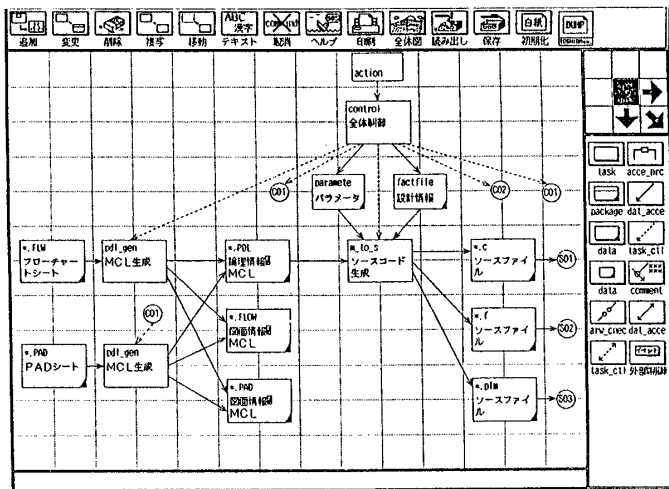 ABC
漢字
command
白紙
DUMP
追加
変更
削除
複写
移動
テキスト
取消
ヘルプ
印刷
全体図
読み出し
保存
初期化
action
control
全体制御
C01
paramete
パラメータ
factfile
設計情報
C02
C01
*.FLW
フローチャー
トシート
pdl_gen
MCL生成
*.PDL
論理情報
MCL
m_to_s
ソースコード
生成
*.c
ソースファイ
ル
S01
C01
*.FLOW
図面情報
MCL
*.f
ソースファイ
ル
S02
*.PAD
PADシート
pdl_gen
MCL生成
*.PAD
図面情報
MCL
*.plm
ソースファイ
ル
S03
task
acce_prc
package
dat_acce
data
task_ctl
data
comment
dat_acce
task_ctl